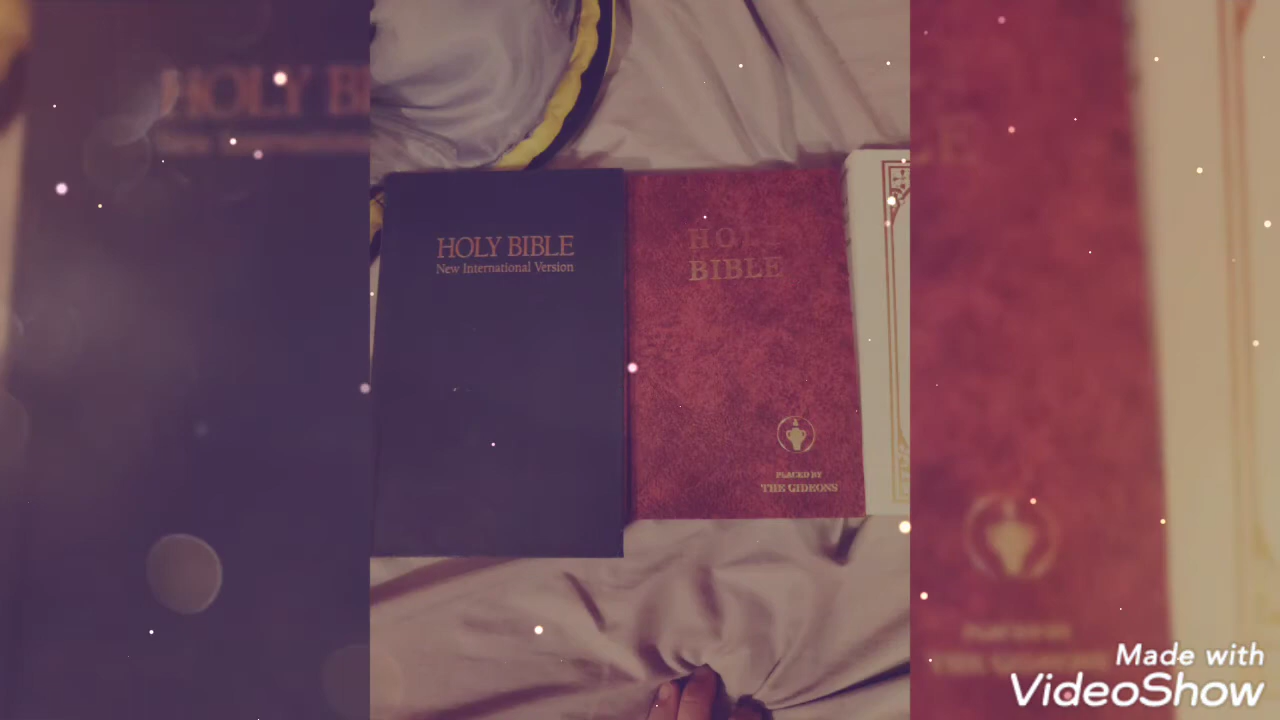 HOLY BIBLE
New International Version
HOLY
BIBLE
PLACED BY
THE GIDEONS
Made with
VideoShow